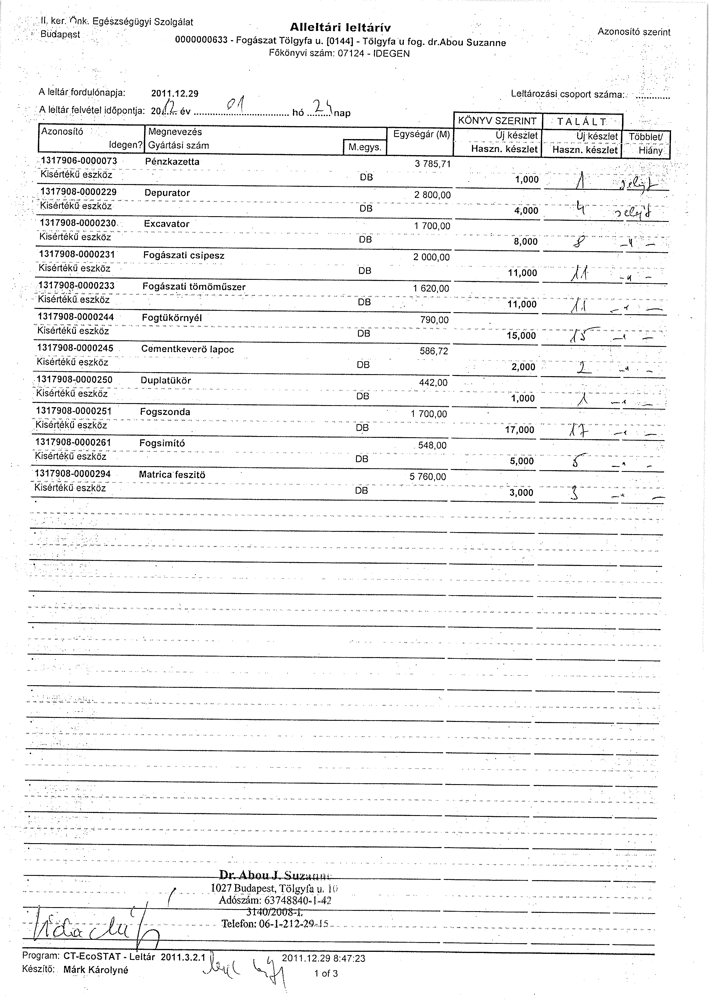 II. ker. Önk. Egészségügyi Szolgálat
Budapest
Alleltári leltárív
Azonosító szerint
0000000633 - Fogászat Tölgyfa u. [0144] - Tölgyfa u fog. dr.Abou Suzanne
Főkönyvi szám: 07124 - IDEGEN
A leltár fordulónapja: 2011.12.29
Leltározási csoport száma: .............
A leltár felvétel időpontja: 2012 év 01 hó nap
KÖNYV SZERINT TALÁLT
Azonosító Megnevezés Egységár (M) Új készlet Új készlet Többlet/
Idegen? Gyártási szám M.egys. Haszn. készlet Haszn. készlet Hiány
1317906-0000073 Pénzkazetta 3 785,71
Kisértékű eszköz DB 1,000 1
1317908-0000229 Depurator 2 800,00
Kisértékű eszköz DB 4,000 4
1317908-0000230 Excavator 1 700,00
Kisértékű eszköz DB 8,000 8 - " -
1317908-0000231 Fogászati csipesz 2 000,00
Kisértékű eszköz DB 11,000 11 - " -
1317908-0000233 Fogászati tömöműszer 1 620,00
Kisértékű eszköz DB 11,000 11 - " -
1317908-0000244 Fogtükörnyél 790,00
Kisértékű eszköz DB 15,000 15 - " -
1317908-0000245 Cementkeverö lapoc 586,72
Kisértékű eszköz DB 2,000 2 - " -
1317908-0000250 Duplatükör 442,00
Kisértékű eszköz DB 1,000 1 - " -
1317908-0000251 Fogszonda 1 700,00
Kisértékű eszköz DB 17,000 17 - " -
1317908-0000261 Fogsimító 548,00
Kisértékű eszköz DB 5,000 5 - " -
1317908-0000294 Matrica feszitö 5 760,00
Kisértékű eszköz DB 3,000 3 - " -
Dr. Abou J. Suzanne
1027 Budapest, Tölgyfa u. 10
Adószám: 63748840-1-42
3140/2008-I.
Telefon: 06-1-212-29-15
Program: CT-EcoSTAT - Leltár 2011.3.2.1 2011.12.29 8:47:23
Készítő: Márk Károlyné 1 of 3